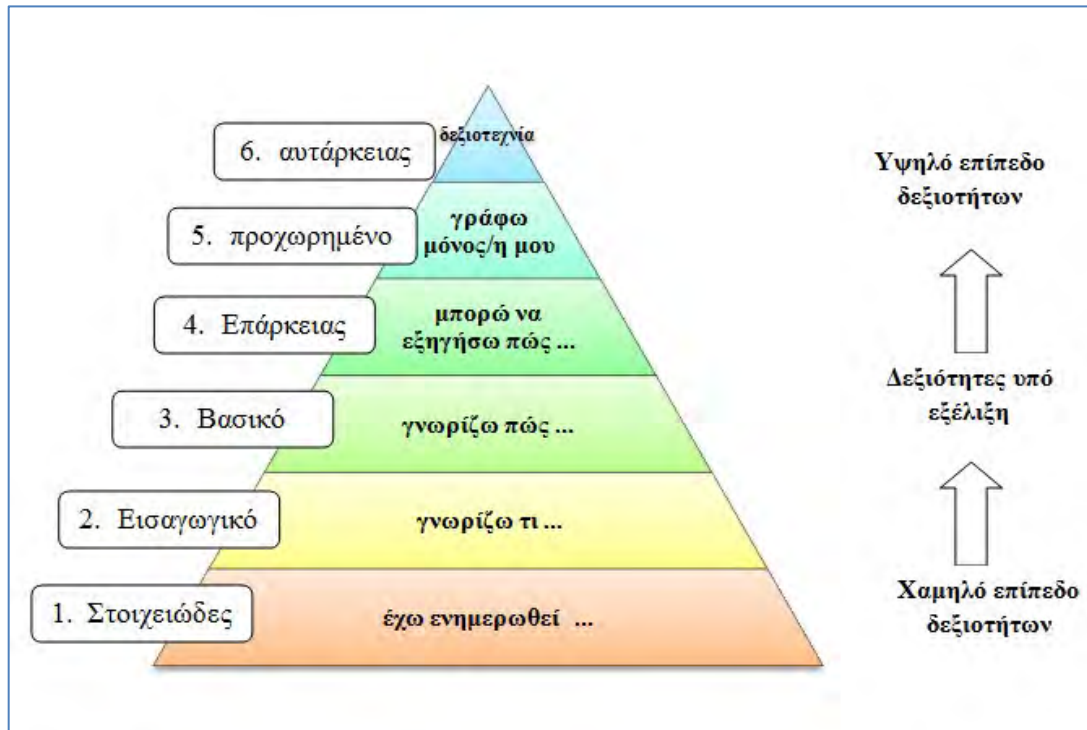 δεξιοτεχνία
6. αυτάρκειας
γράφω
μόνος/η μου
5. προχωρημένο
μπορώ να
εξηγήσω πώς ...
4. Επάρκειας
γνωρίζω πώς ...
3. Βασικό
γνωρίζω τι ...
2. Εισαγωγικό
έχω ενημερωθεί ...
1. Στοιχειώδες
Υψηλό επίπεδο
δεξιοτήτων
Δεξιότητες υπό
εξέλιξη
Χαμηλό επίπεδο
δεξιοτήτων